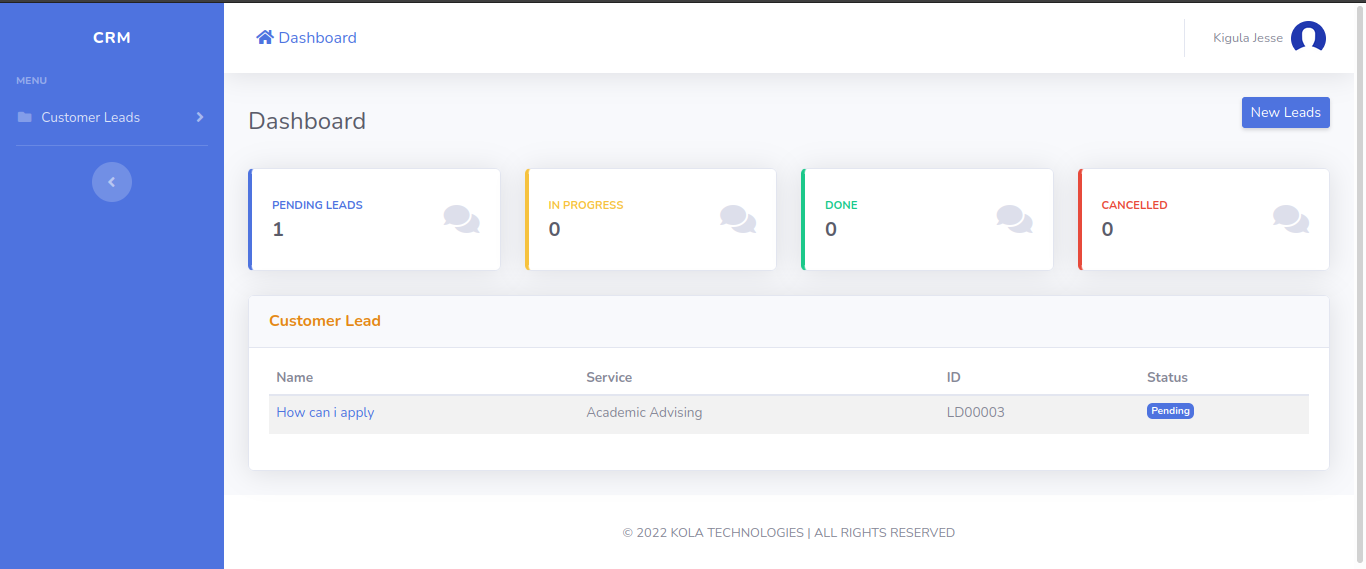 CRM
Dashboard
Kigula Jesse
MENU
Customer Leads
Dashboard
New Leads
PENDING LEADS
1
IN PROGRESS
0
DONE
0
CANCELLED
0
Customer Lead
Name Service ID Status
How can i apply Academic Advising LD00003 Pending
© 2022 KOLA TECHNOLOGIES | ALL RIGHTS RESERVED